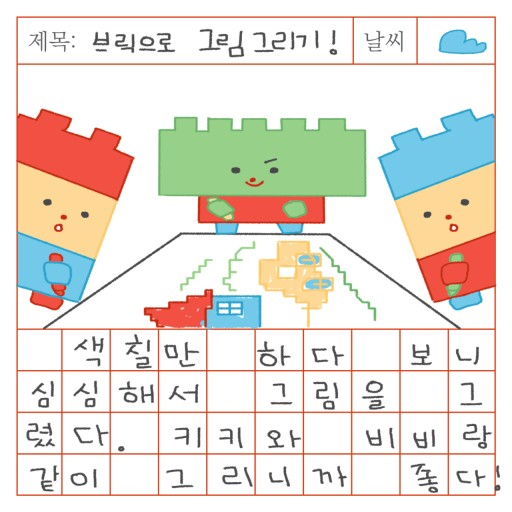 제목: 브릭으로 그림 그리기! 날씨
색칠만 하다 보니
심심해서 그림을 그
렸다. 키키와 비비랑
같이 그리니까 좋다!